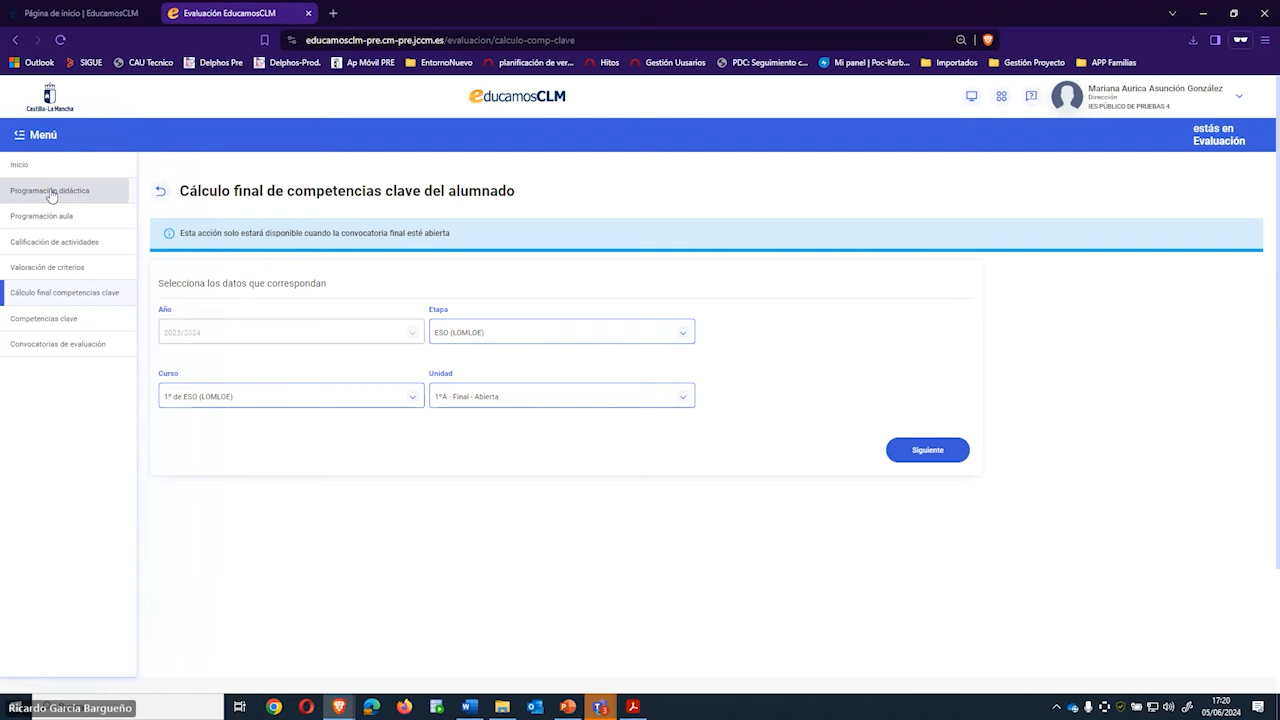 Página de inicio | EducamosCLM
Evaluación EducamosCLM
educamosclm-pre.cm-pre.jccm.es/evaluacion/calculo-comp-clave
Outlook
SIGUE
CAU Tecnico
Delphos Pre
Delphos-Prod.
Ap Móvil PRE
EntornoNuevo
planificación de ver...
Hitos
Gestión Usuarios
PDC: Seguimiento c...
Mi panel | Poc-Kerb...
Importados
Gestión Proyecto
APP Familias
Castilla-La Mancha
educamosCLM
Mariana Aurica Asunción González
Dirección
IES PÚBLICO DE PRUEBAS 4
Menú
estás en
Evaluación
Inicio
Programación didáctica
Programación aula
Calificación de actividades
Valoración de criterios
Cálculo final competencias clave
Competencias clave
Convocatorias de evaluación
Cálculo final de competencias clave del alumnado
Esta acción solo estará disponible cuando la convocatoria final esté abierta
Selecciona los datos que correspondan
Año
Etapa
2023/2024
ESO (LOMLOE)
Curso
Unidad
1º de ESO (LOMLOE)
1ºA - Final - Abierta
Siguiente
Ricardo García Bargueño
17:20
05/06/2024